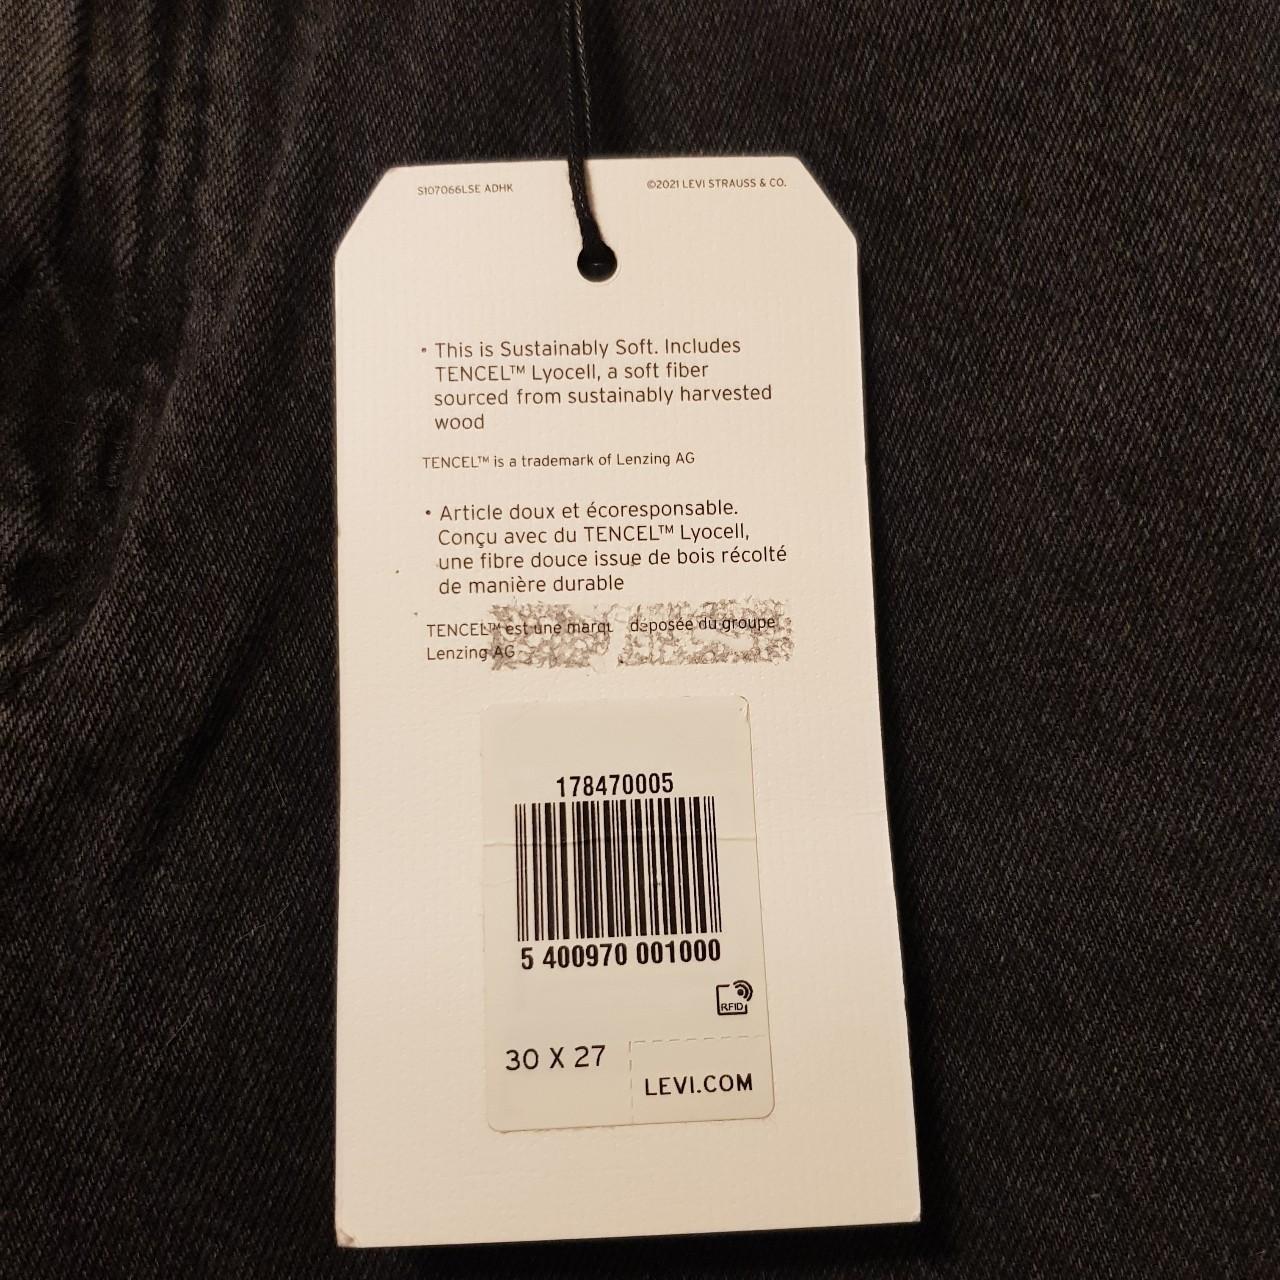 S107066LSE ADHK
©2021 LEVI STRAUSS & CO.
• This is Sustainably Soft. Includes
TENCEL™ Lyocell, a soft fiber
sourced from sustainably harvested
wood
TENCEL™ is a trademark of Lenzing AG
• Article doux et écoresponsable.
Conçu avec du TENCEL™ Lyocell,
une fibre douce issue de bois récolté
de manière durable
TENCEL™ est une marqu déposée du groupe
Lenzing AG
178470005
5 400970 001000
RFID
30 X 27
LEVI.COM